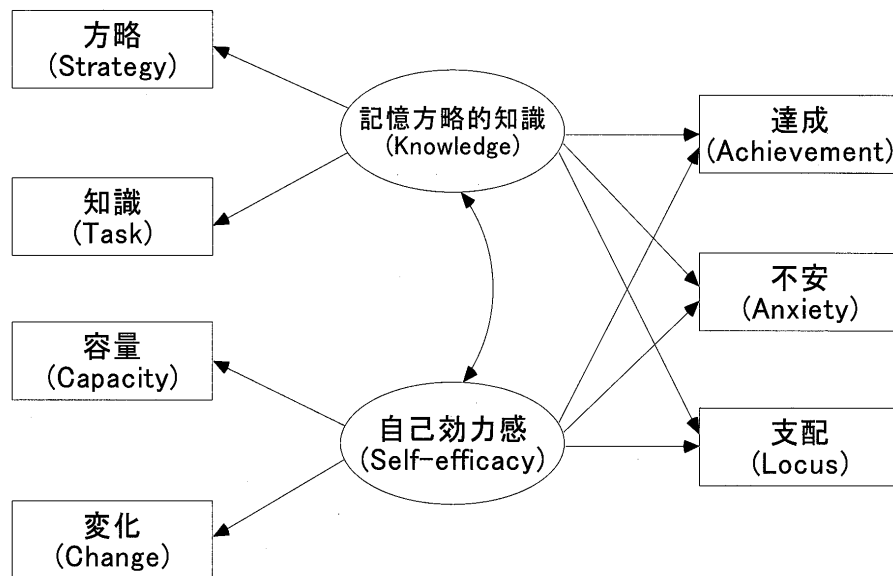 方略
(Strategy)
知識
(Task)
容量
(Capacity)
変化
(Change)
記憶方略的知識
(Knowledge)
自己効力感
(Self-efficacy)
達成
(Achievement)
不安
(Anxiety)
支配
(Locus)